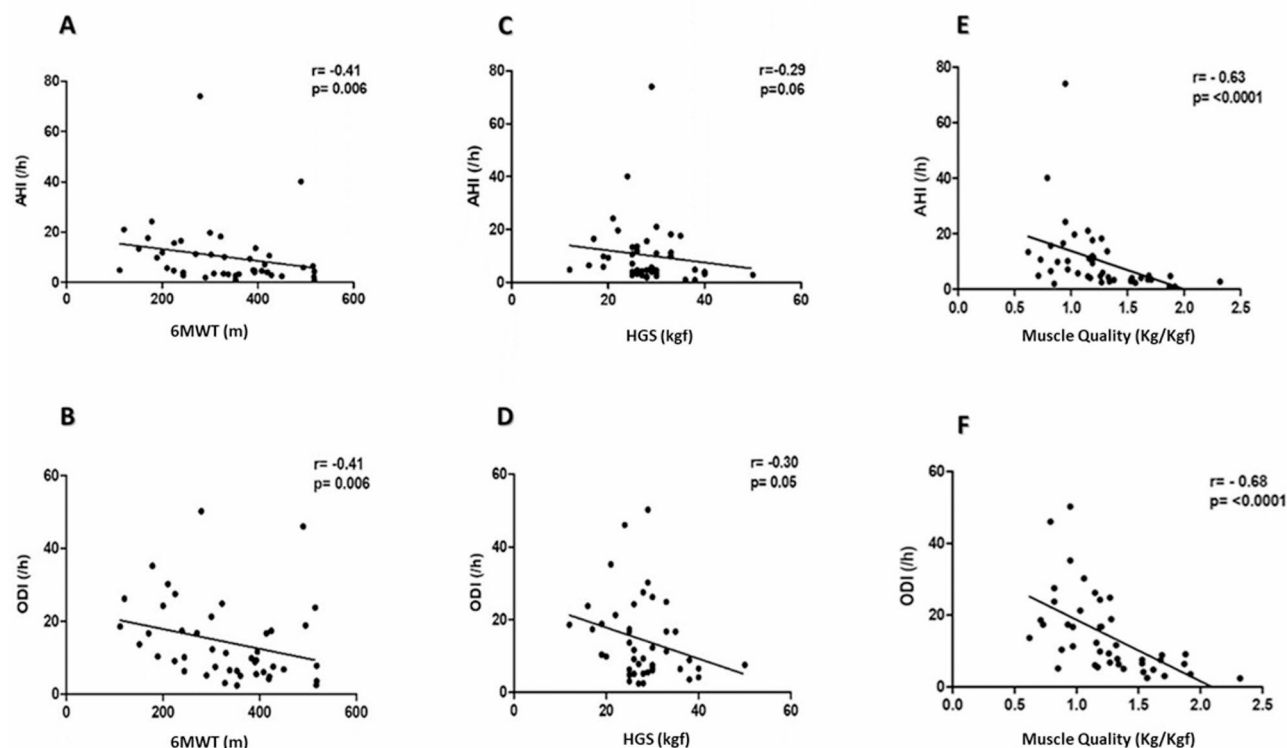 A
r= -0.41
p= 0.006
AHI (/h)
80
60
40
20
0
0 200 400 600
6MWT (m)
C
r=-0.29
p=0.06
AHI (/h)
80
60
40
20
0
0 20 40 60
HGS (kgf)
E
r= - 0.63
p= <0.0001
AHI (/h)
80
60
40
20
0
0.0 0.5 1.0 1.5 2.0 2.5
Muscle Quality (Kg/Kgf)
B
r= -0.41
p= 0.006
ODI (/h)
60
40
20
0
0 200 400 600
6MWT (m)
D
r= -0.30
p= 0.05
ODI (/h)
60
40
20
0
0 20 40 60
HGS (kgf)
F
r= - 0.68
p= <0.0001
ODI (/h)
60
40
20
0
0.0 0.5 1.0 1.5 2.0 2.5
Muscle Quality (Kg/Kgf)